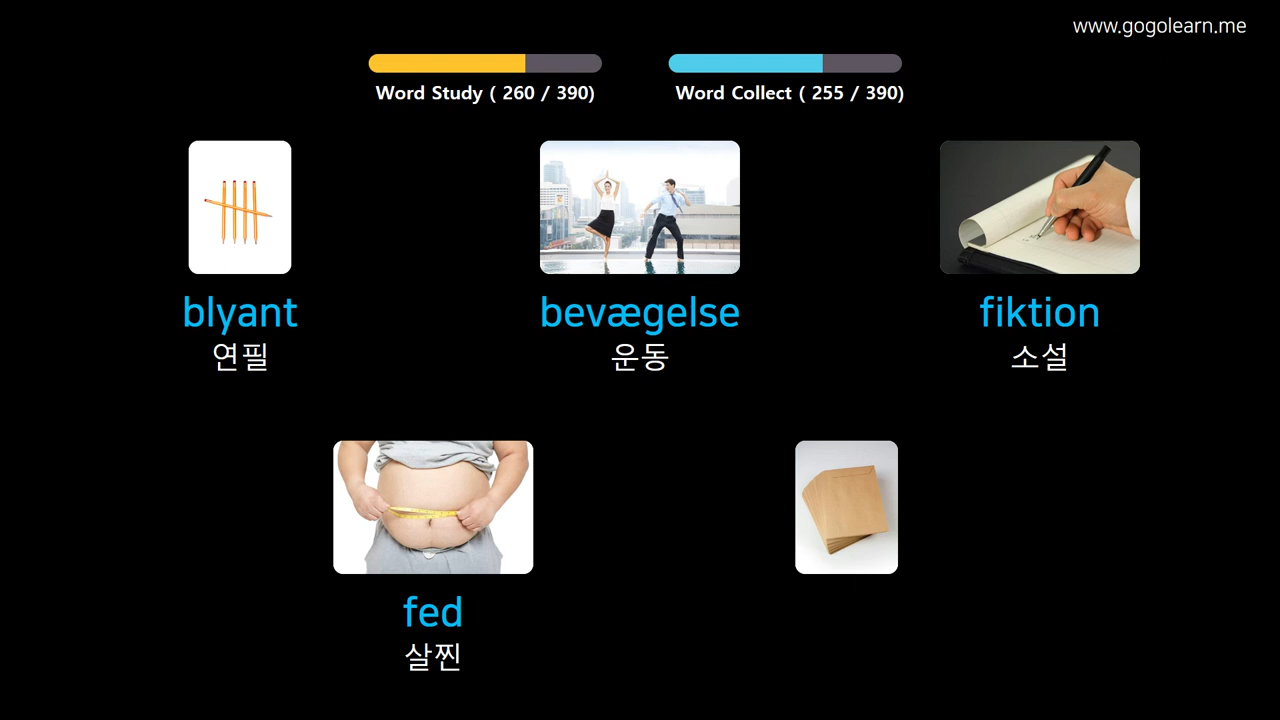 www.gogolearn.me
Word Study ( 260 / 390)
Word Collect ( 255 / 390)
blyant
연필
bevægelse
운동
fiktion
소설
fed
살찐